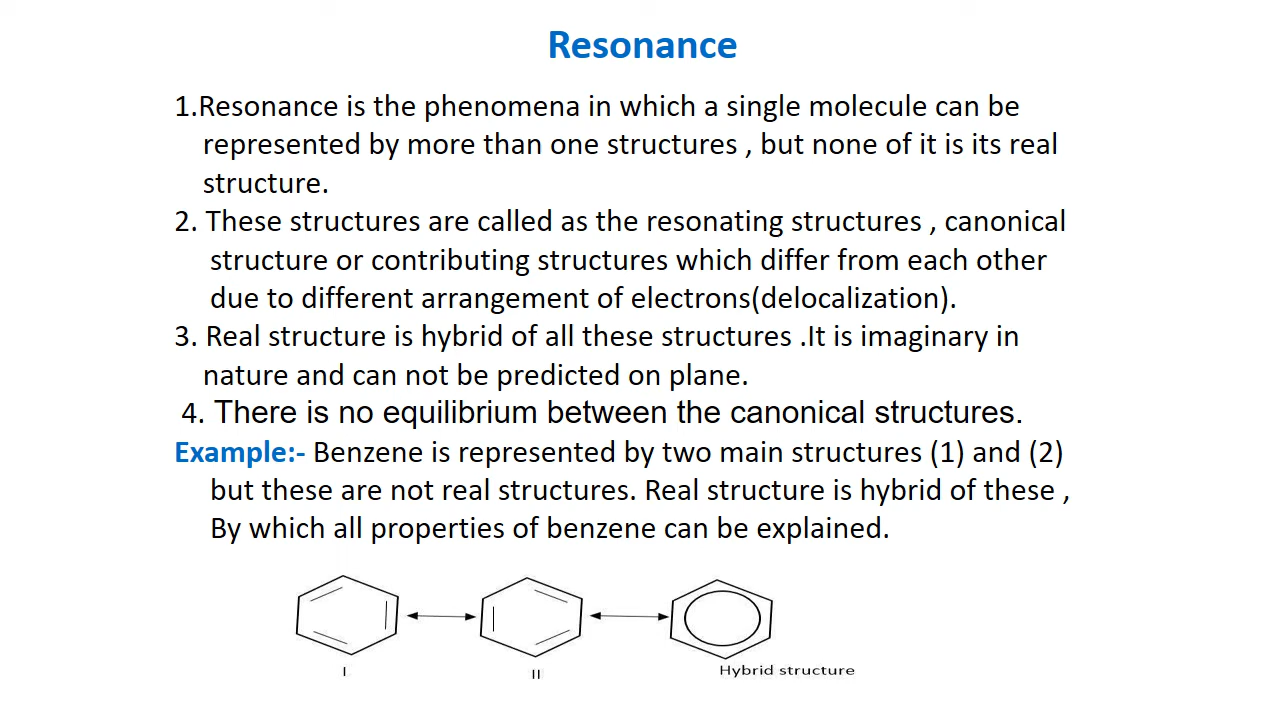 Resonance
1.Resonance is the phenomena in which a single molecule can be
represented by more than one structures , but none of it is its real
structure.
2. These structures are called as the resonating structures , canonical
structure or contributing structures which differ from each other
due to different arrangement of electrons(delocalization).
3. Real structure is hybrid of all these structures .It is imaginary in
nature and can not be predicted on plane.
4. There is no equilibrium between the canonical structures.
Example:- Benzene is represented by two main structures (1) and (2)
but these are not real structures. Real structure is hybrid of these ,
By which all properties of benzene can be explained.
I
II
Hybrid structure